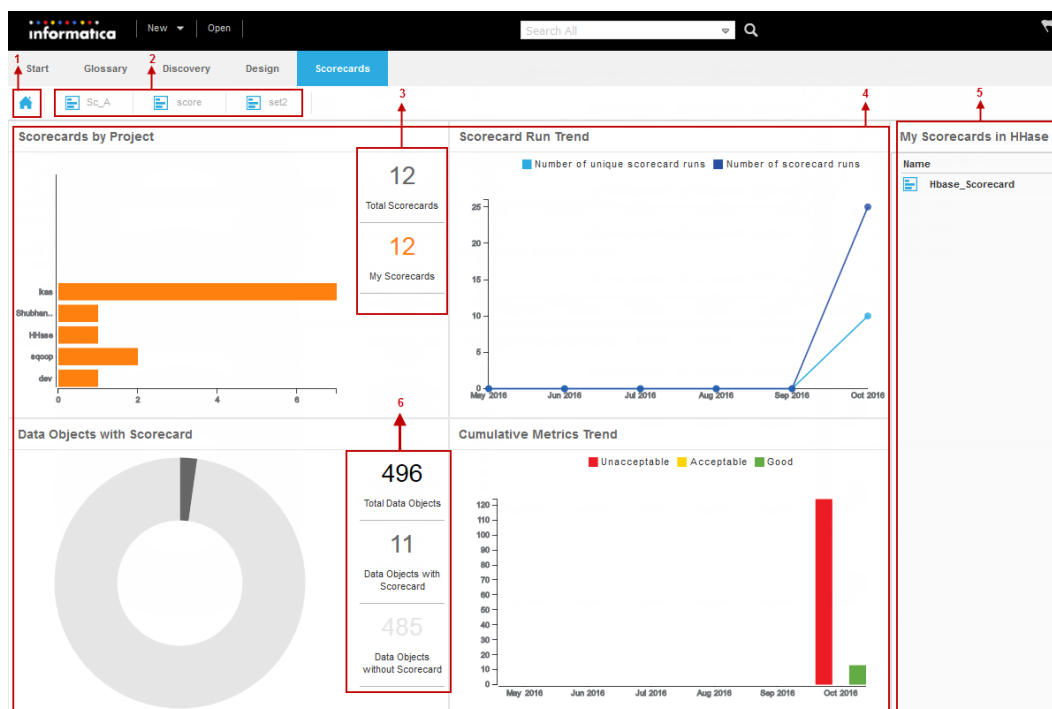 informatica
New
Open
Search All
1
2
Start
Glossary
Discovery
Design
Scorecards
Sc_A
score
set2
3
4
5
Scorecards by Project
12
Total Scorecards
12
My Scorecards
Ikas
Shubhan...
HHase
sqoop
dev
0 2 4 6
Scorecard Run Trend
Number of unique scorecard runs Number of scorecard runs
25
20
15
10
5
0
May 2016 Jun 2016 Jul 2016 Aug 2016 Sep 2016 Oct 2016
My Scorecards in HHase
Name
Hbase_Scorecard
6
Data Objects with Scorecard
496
Total Data Objects
11
Data Objects with
Scorecard
485
Data Objects
without Scorecard
Cumulative Metrics Trend
Unacceptable Acceptable Good
120
110
100
90
80
70
60
50
40
30
20
10
0
May 2016 Jun 2016 Jul 2016 Aug 2016 Sep 2016 Oct 2016